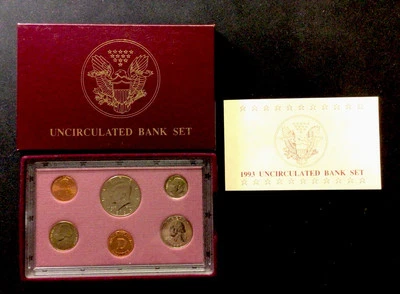 UNCIRCULATED BANK SET
1993 UNCIRCULATED BANK SET
D